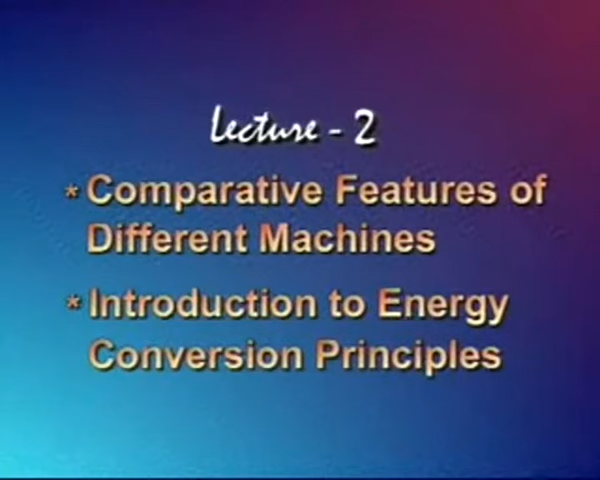 Lecture - 2
* Comparative Features of
Different Machines
* Introduction to Energy
Conversion Principles